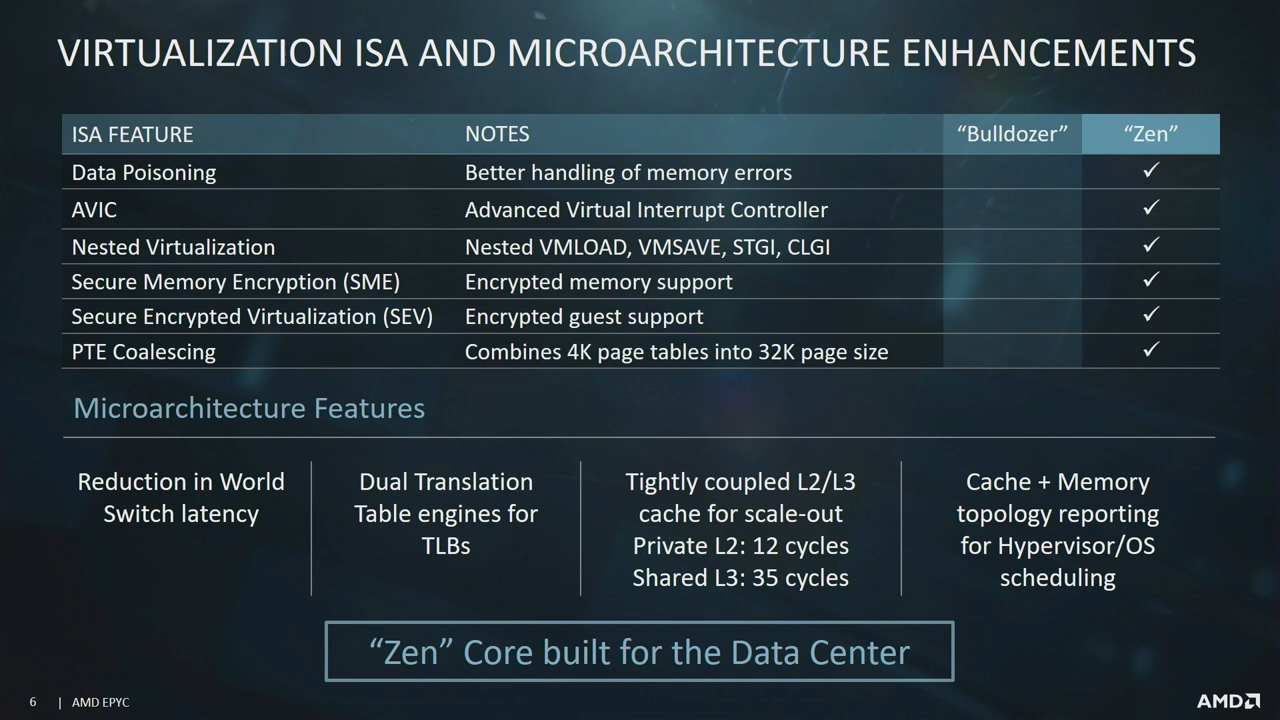 VIRTUALIZATION ISA AND MICROARCHITECTURE ENHANCEMENTS
ISA FEATURE NOTES “Bulldozer” “Zen”
Data Poisoning Better handling of memory errors ✓
AVIC Advanced Virtual Interrupt Controller ✓
Nested Virtualization Nested VMLOAD, VMSAVE, STGI, CLGI ✓
Secure Memory Encryption (SME) Encrypted memory support ✓
Secure Encrypted Virtualization (SEV) Encrypted guest support ✓
PTE Coalescing Combines 4K page tables into 32K page size ✓
Microarchitecture Features
Reduction in World
Switch latency
Dual Translation
Table engines for
TLBs
Tightly coupled L2/L3
cache for scale-out
Private L2: 12 cycles
Shared L3: 35 cycles
Cache + Memory
topology reporting
for Hypervisor/OS
scheduling
“Zen” Core built for the Data Center
6 | AMD EPYC
AMD